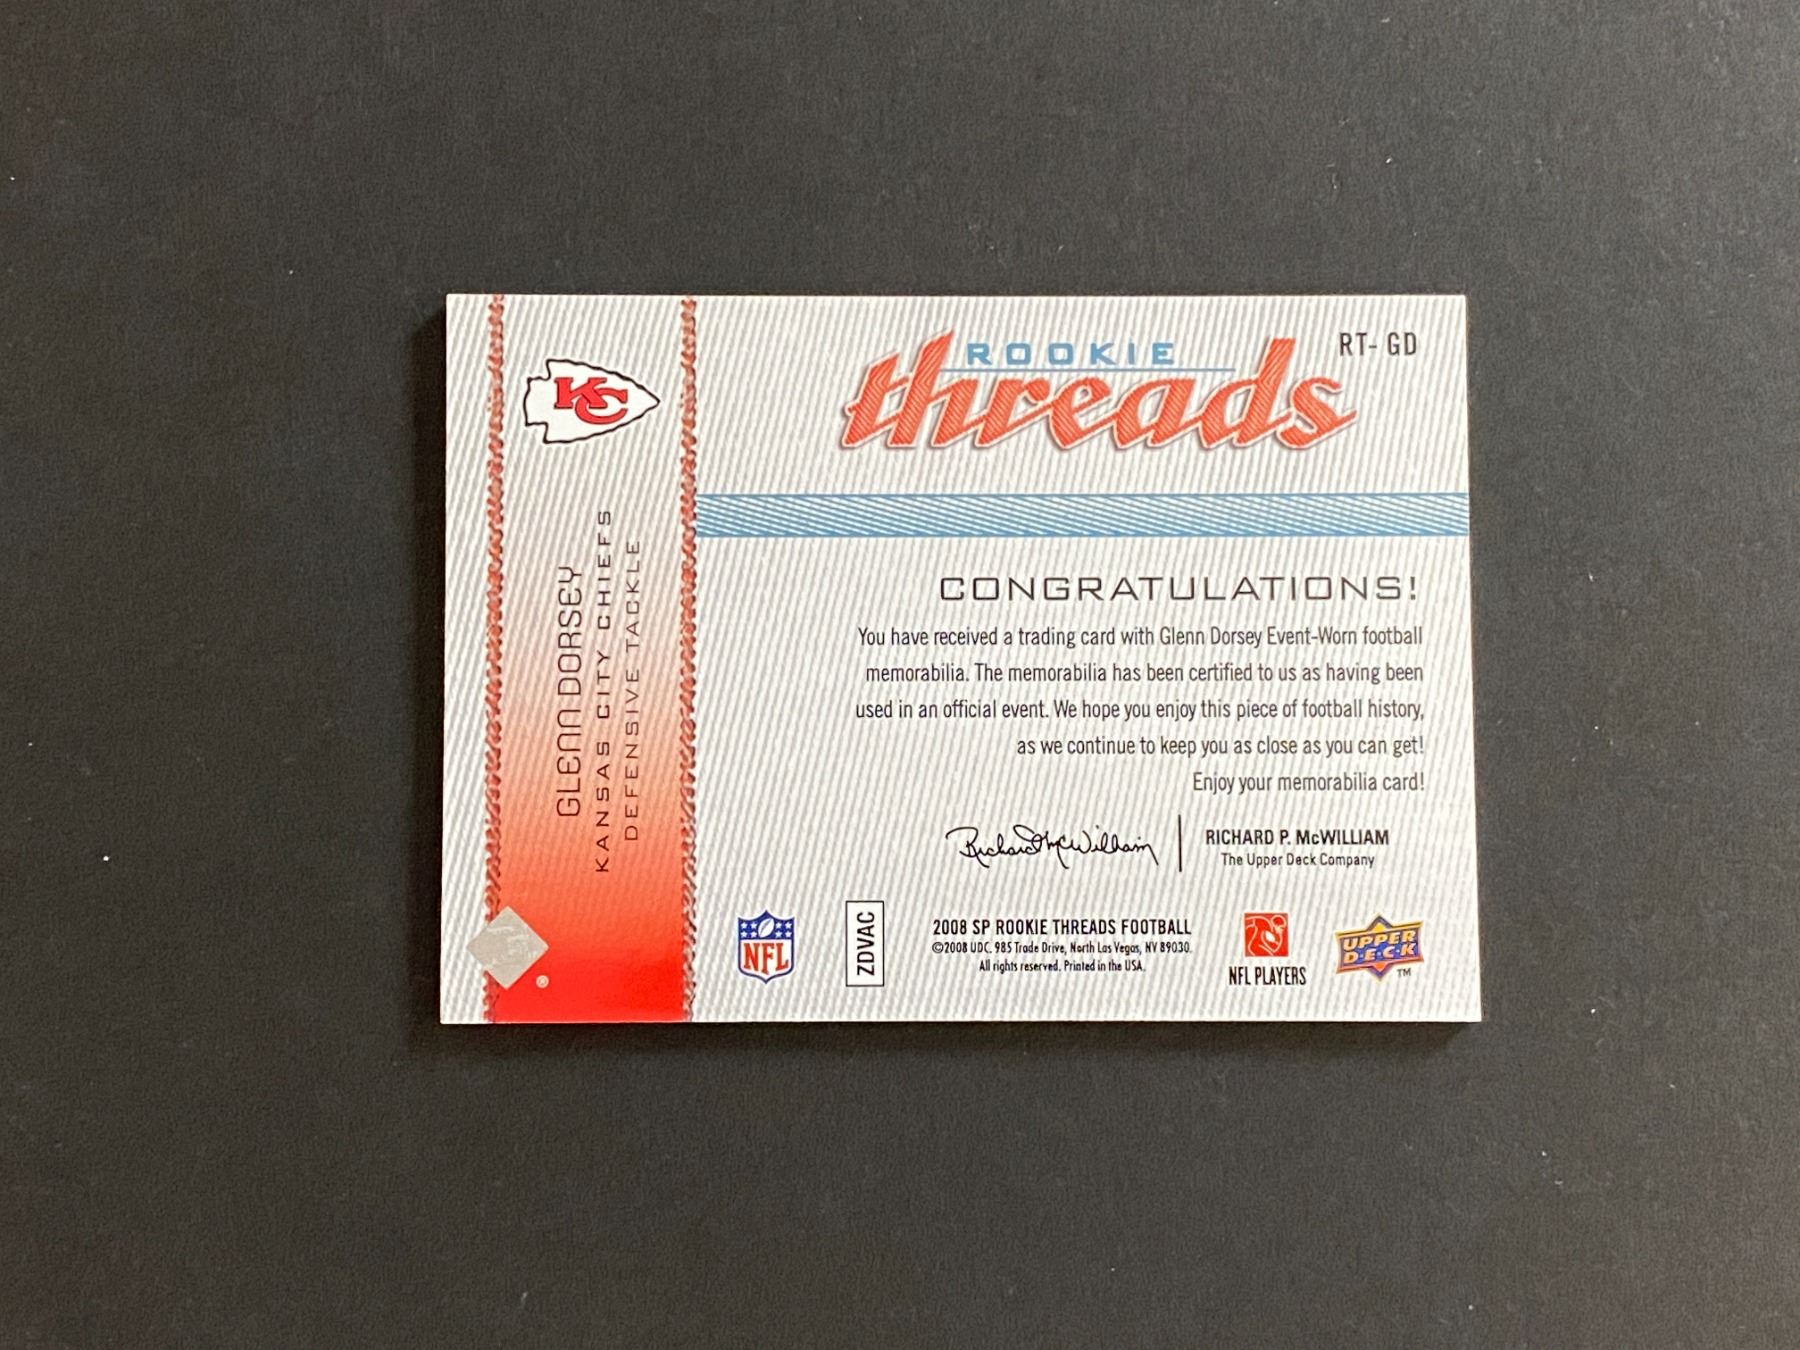 KC
GLENN DORSEY
KANSAS CITY CHIEFS
DEFENSIVE TACKLE
ROOKIE
threads
RT- GD
CONGRATULATIONS!
You have received a trading card with Glenn Dorsey Event-Worn football
memorabilia. The memorabilia has been certified to us as having been
used in an official event. We hope you enjoy this piece of football history,
as we continue to keep you as close as you can get!
Enjoy your memorabilia card!
Richard McWilliam
RICHARD P. McWILLIAM
The Upper Deck Company
NFL
ZDVAC
2008 SP ROOKIE THREADS FOOTBALL
©2008 UDC. 985 Trade Drive, North Las Vegas, NV 89030.
All rights reserved. Printed in the USA.
NFL PLAYERS
UPPER
D·E·C·K
TM
®